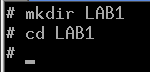 # mkdir LAB1
# cd LAB1
# _